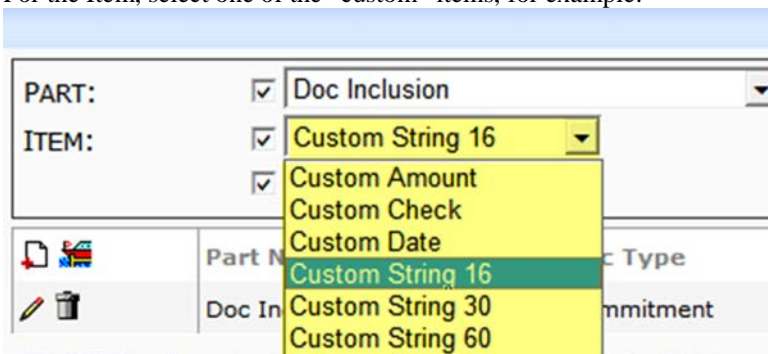 For the Item, select one of the "custom" items, for example:
PART: Doc Inclusion
ITEM: Custom String 16
Custom Amount
Custom Check
Custom Date
Part N c Type
Custom String 16
Doc In Custom String 30 mmitment
Custom String 60